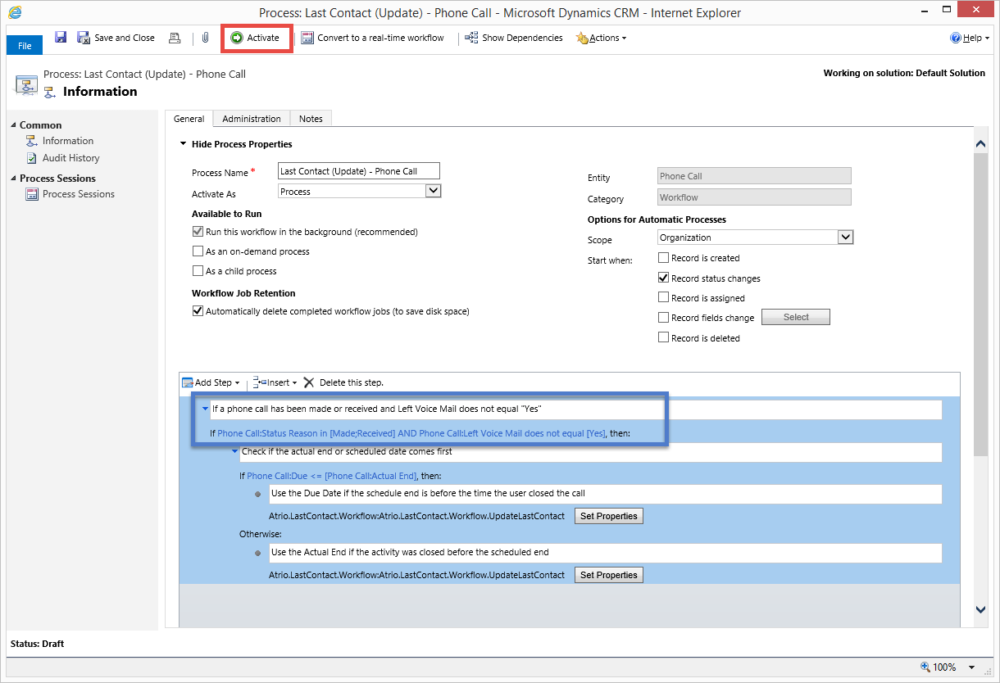 Process: Last Contact (Update) - Phone Call - Microsoft Dynamics CRM - Internet Explorer
File
Save and Close
Activate
Convert to a real-time workflow
Show Dependencies
Actions
Help
Process: Last Contact (Update) - Phone Call
Information
Working on solution: Default Solution
Common
Information
Audit History
Process Sessions
Process Sessions
General
Administration
Notes
Hide Process Properties
Process Name *
Last Contact (Update) - Phone Call
Activate As
Process
Available to Run
Run this workflow in the background (recommended)
As an on-demand process
As a child process
Workflow Job Retention
Automatically delete completed workflow jobs (to save disk space)
Entity
Phone Call
Category
Workflow
Options for Automatic Processes
Scope
Organization
Start when:
Record is created
Record status changes
Record is assigned
Record fields change
Select
Record is deleted
Add Step
Insert
Delete this step.
If a phone call has been made or received and Left Voice Mail does not equal "Yes"
If Phone Call:Status Reason in [Made;Received] AND Phone Call:Left Voice Mail does not equal [Yes], then:
Check if the actual end or scheduled date comes first
If Phone Call:Due <= [Phone Call:Actual End], then:
Use the Due Date if the schedule end is before the time the user closed the call
Atrio.LastContact.Workflow:Atrio.LastContact.Workflow.UpdateLastContact
Set Properties
Otherwise:
Use the Actual End if the activity was closed before the scheduled end
Atrio.LastContact.Workflow:Atrio.LastContact.Workflow.UpdateLastContact
Set Properties
Status: Draft
100%